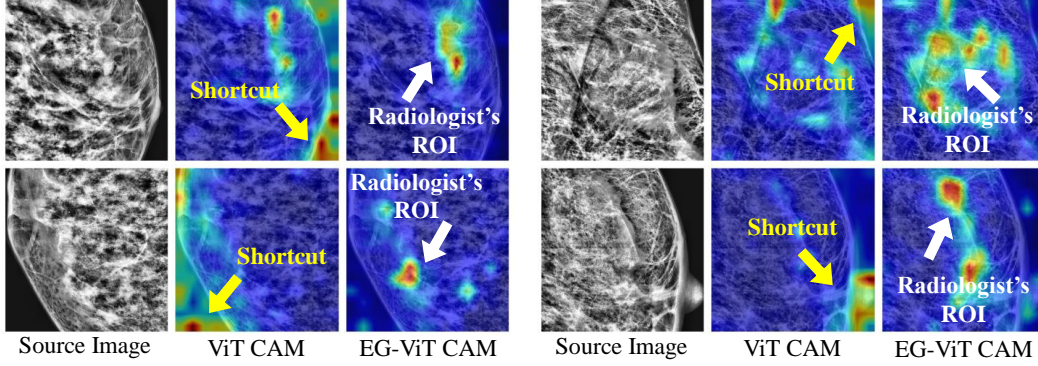 Shortcut
Radiologist's
ROI
Shortcut
Radiologist's
ROI
Radiologist's
ROI
Shortcut
Shortcut
Radiologist's
ROI
Source Image
ViT CAM
EG-ViT CAM
Source Image
ViT CAM
EG-ViT CAM